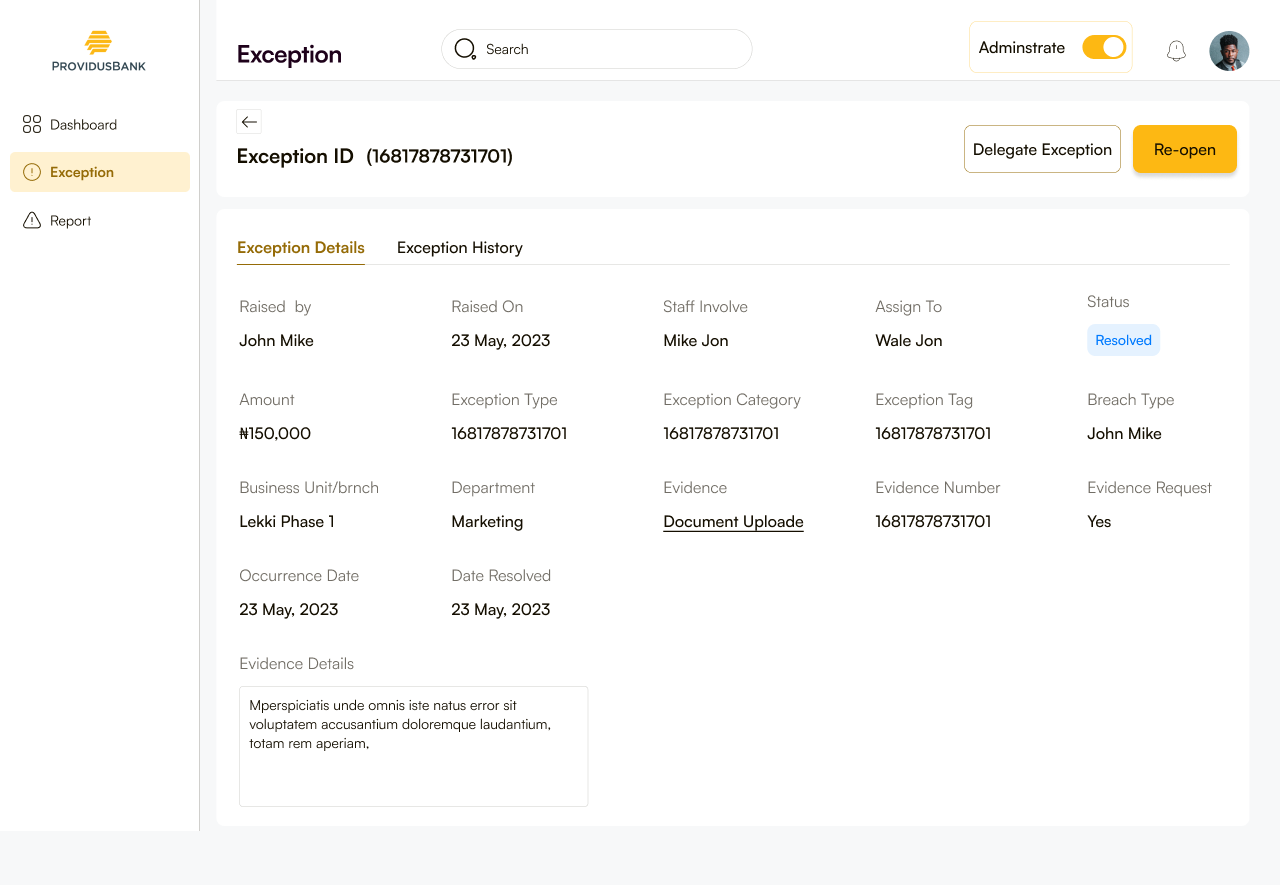 PROVIDUSBANK
Dashboard
Exception
Report
Exception
Search
Adminstrate
Exception ID (16817878731701)
Delegate Exception
Re-open
Exception Details
Exception History
Raised by
Raised On
Staff Involve
Assign To
Status
John Mike
23 May, 2023
Mike Jon
Wale Jon
Resolved
Amount
Exception Type
Exception Category
Exception Tag
Breach Type
₦150,000
16817878731701
16817878731701
16817878731701
John Mike
Business Unit/brnch
Department
Evidence
Evidence Number
Evidence Request
Lekki Phase 1
Marketing
Document Uploade
16817878731701
Yes
Occurrence Date
Date Resolved
23 May, 2023
23 May, 2023
Evidence Details
Mperspiciatis unde omnis iste natus error sit
voluptatem accusantium doloremque laudantium,
totam rem aperiam,